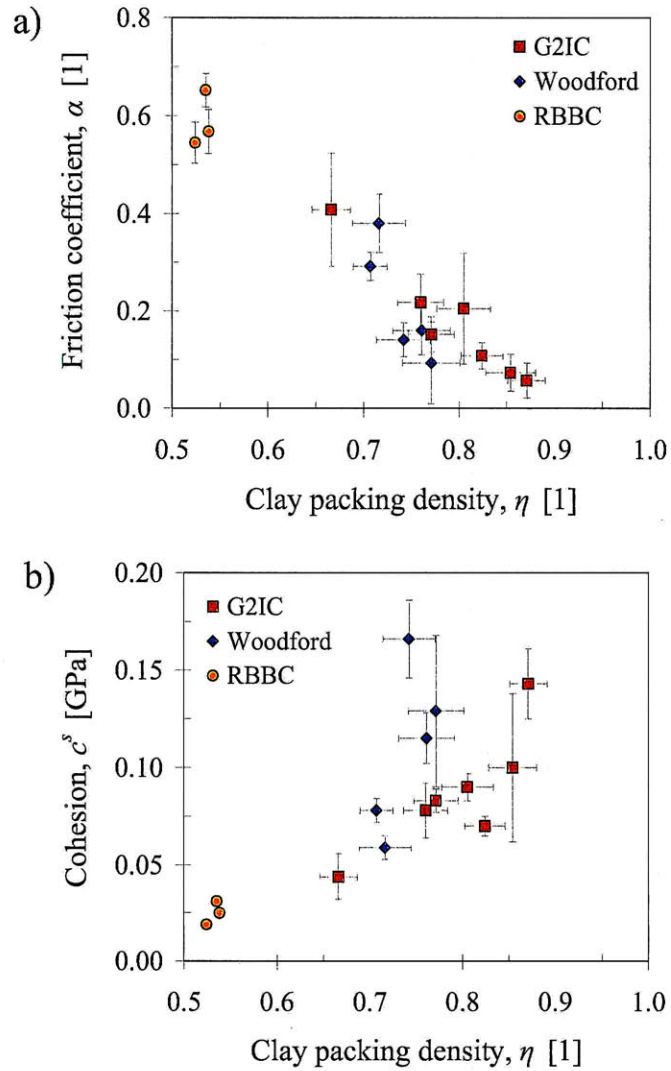 a)
0.8
0.6
0.4
0.2
0.0
Friction coefficient, α [1]
G2IC
Woodford
RBBC
0.5 0.6 0.7 0.8 0.9 1.0
Clay packing density, η [1]
b)
0.20
0.15
0.10
0.05
0.00
Cohesion, cˢ [GPa]
G2IC
Woodford
RBBC
0.5 0.6 0.7 0.8 0.9 1.0
Clay packing density, η [1]